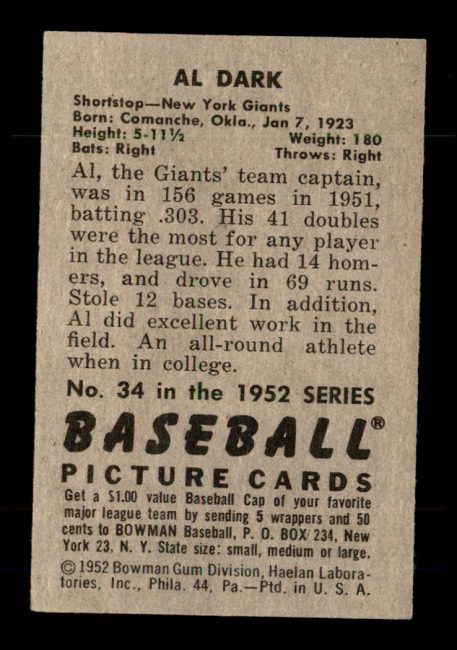 AL DARK
Shortstop—New York Giants
Born: Comanche, Okla., Jan 7, 1923
Height: 5-11½ Weight: 180
Bats: Right Throws: Right
Al, the Giants' team captain,
was in 156 games in 1951,
batting .303. His 41 doubles
were the most for any player
in the league. He had 14 hom-
ers, and drove in 69 runs.
Stole 12 bases. In addition,
Al did excellent work in the
field. An all-round athlete
when in college.
No. 34 in the 1952 SERIES
BASEBALL®
PICTURE CARDS
Get a $1.00 value Baseball Cap of your favorite
major league team by sending 5 wrappers and 50
cents to BOWMAN Baseball, P. O. BOX 234, New
York 23, N. Y. State size: small, medium or large.
© 1952 Bowman Gum Division, Haelan Labora-
tories, Inc., Phila. 44, Pa.—Ptd. in U. S. A.